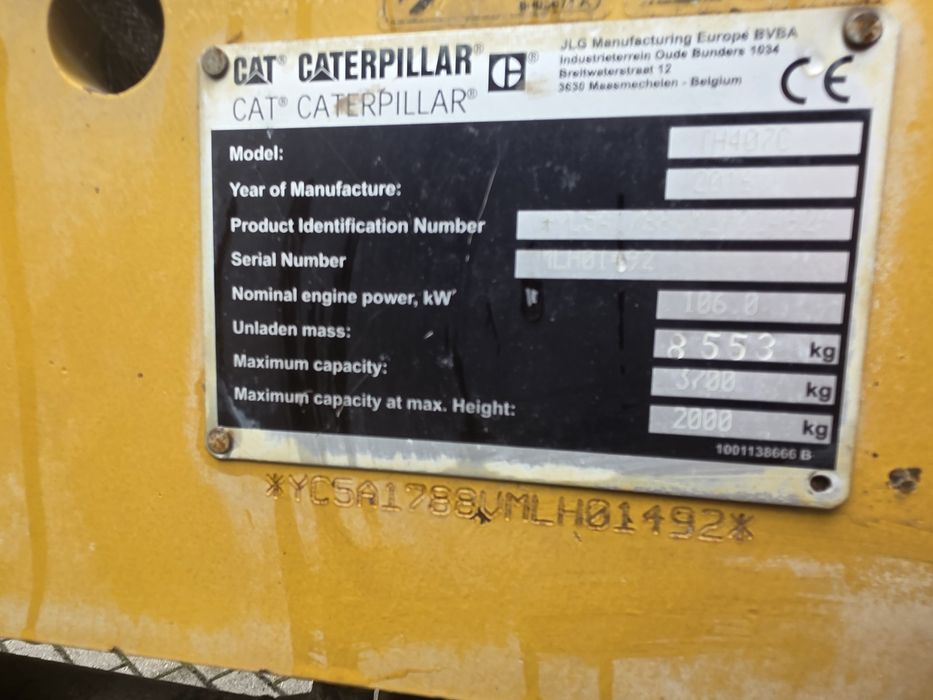 CAT® CATERPILLAR®
CAT® CATERPILLAR®
JLG Manufacturing Europe BVBA
Industrieterrein Oude Bunders 1034
Breitwaterstraat 12
3630 Maasmechelen - Belgium
CE
Model: TH407C
Year of Manufacture:
Product Identification Number
Serial Number MLH01492
Nominal engine power, kW 106.0
Unladen mass: 8553 kg
Maximum capacity: 3700 kg
Maximum capacity at max. Height: 2000 kg
1001138666 B
*YC5A1788VMLH01492*